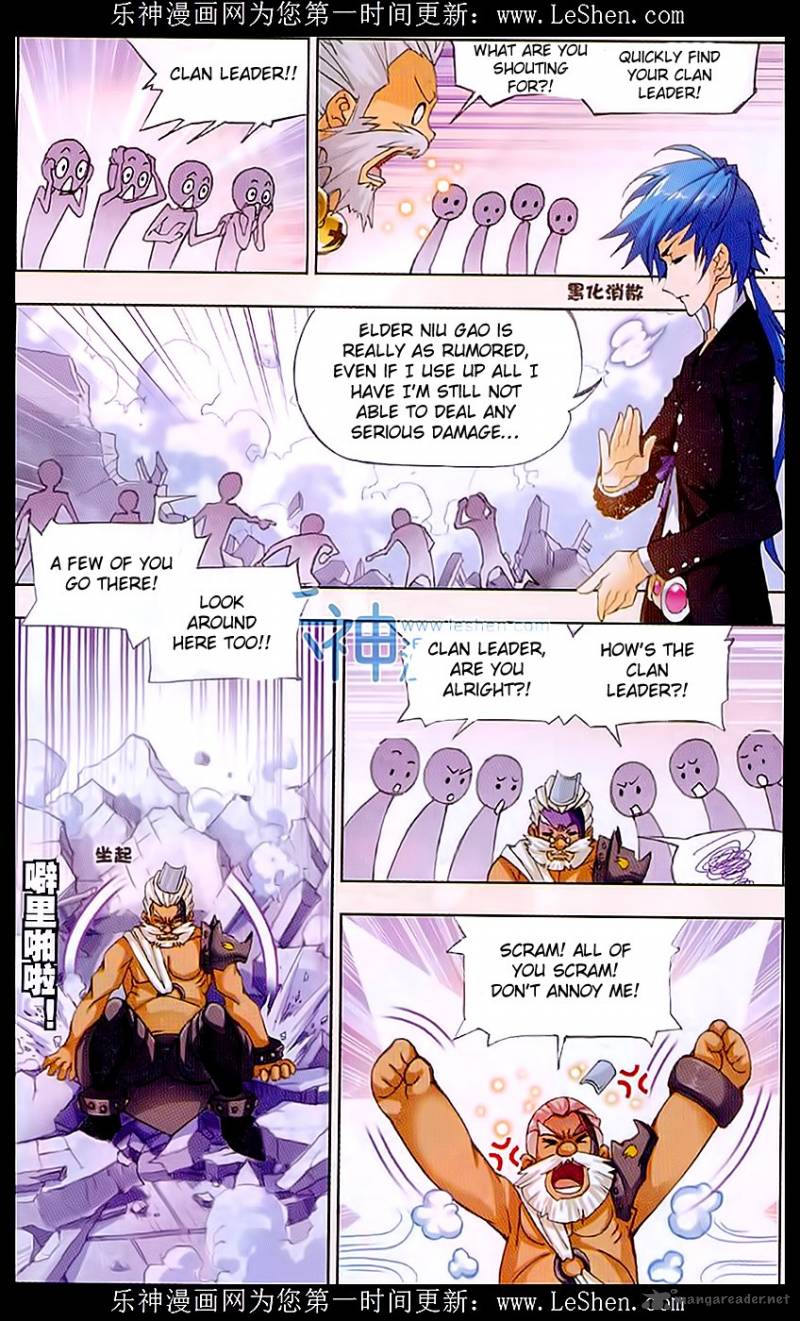 乐神漫画网为您第一时间更新: www.LeShen.com
CLAN LEADER!!
WHAT ARE YOU
SHOUTING
FOR?!
QUICKLY FIND
YOUR CLAN
LEADER!
黑化消散
ELDER NIU GAO IS
REALLY AS RUMORED,
EVEN IF I USE UP ALL I
HAVE I'M STILL NOT
ABLE TO DEAL ANY
SERIOUS DAMAGE...
A FEW OF YOU
GO THERE!
LOOK
AROUND
HERE TOO!!
神
www.leshen.com
CLAN LEADER,
ARE YOU
ALRIGHT?!
HOW'S THE
CLAN
LEADER?!
坐起
噼里啪啦!
SCRAM! ALL OF
YOU SCRAM!
DON'T ANNOY ME!
乐神漫画网为您第一时间更新: www.LeShen.com
mangareader.net